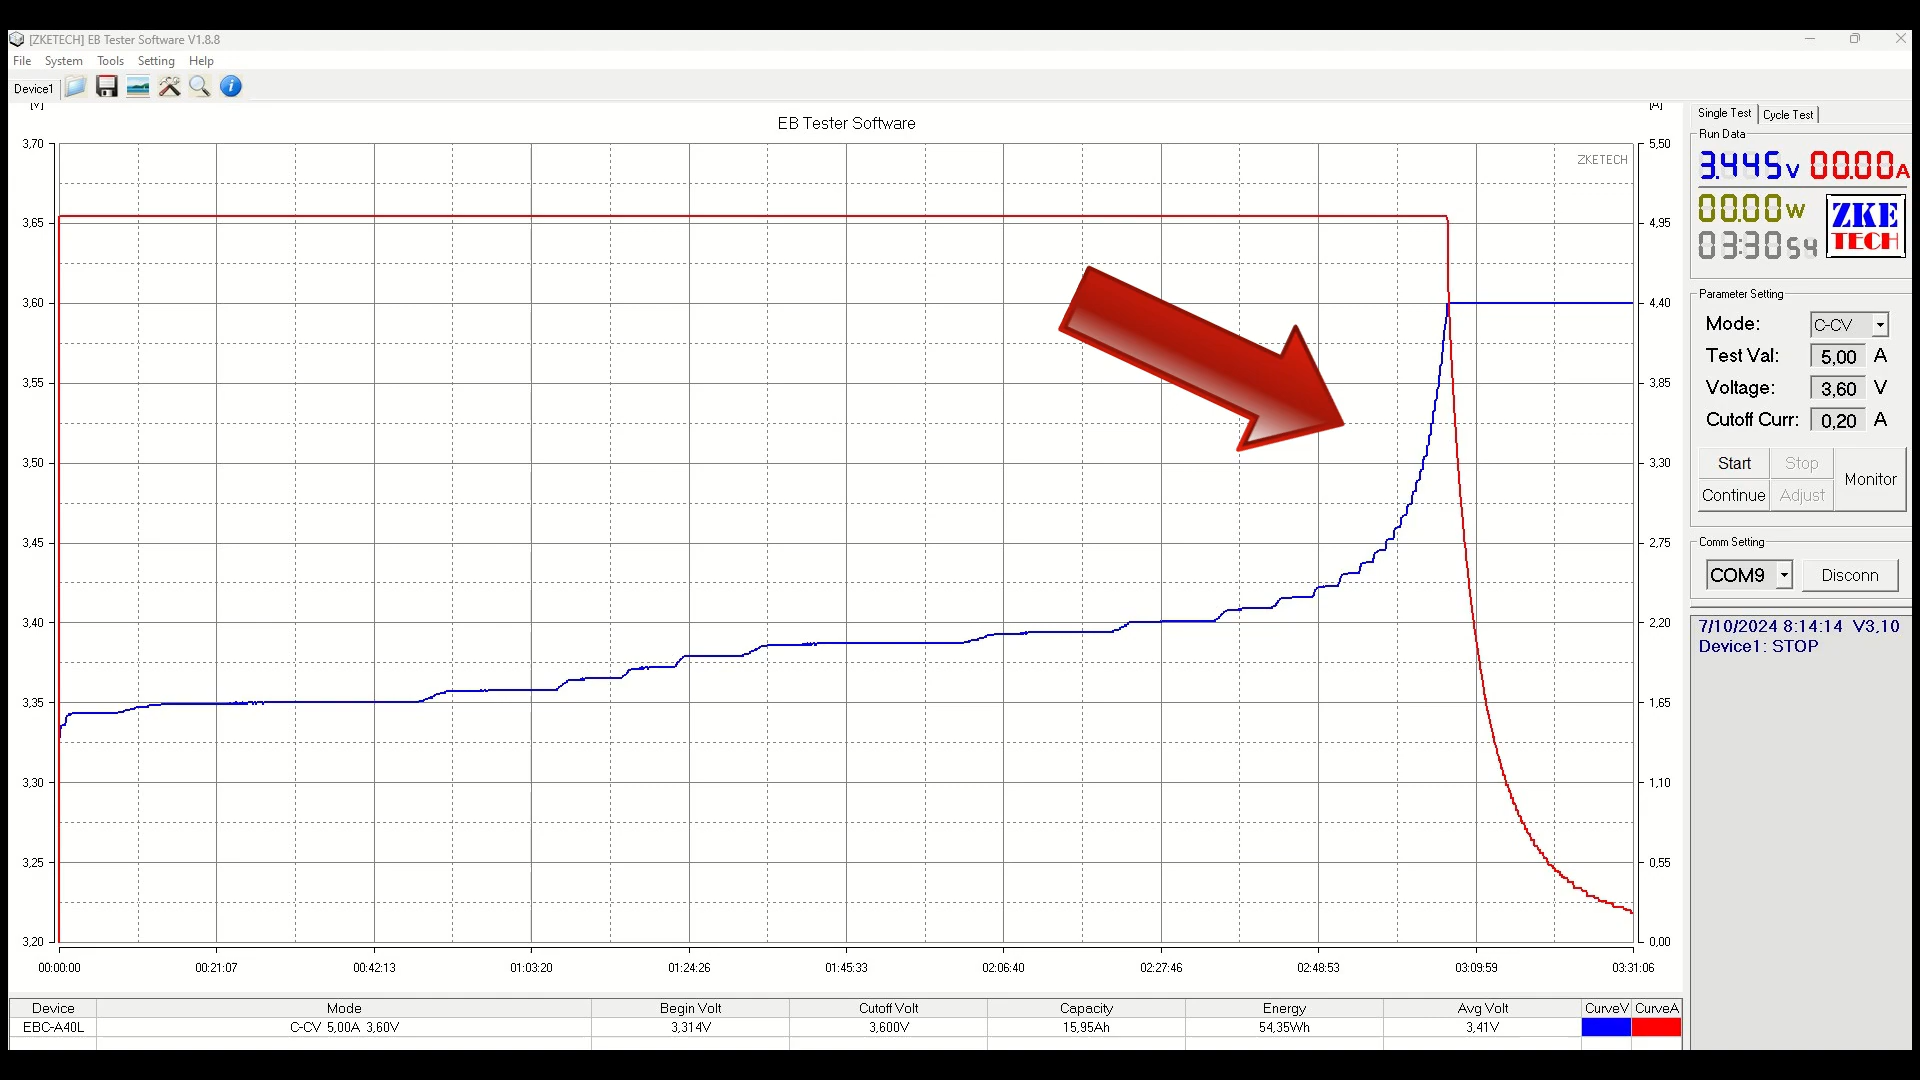 [ZKETECH] EB Tester Software V1.8.8
File System Tools Setting Help
Device1
[V]
[A]
EB Tester Software
ZKETECH
3,70
3,65
3,60
3,55
3,50
3,45
3,40
3,35
3,30
3,25
3,20
5,50
4,95
4,40
3,85
3,30
2,75
2,20
1,65
1,10
0,55
0,00
00:00:00 00:21:07 00:42:13 01:03:20 01:24:26 01:45:33 02:06:40 02:27:46 02:48:53 03:09:59 03:31:06
Single Test Cycle Test
Run Data
3.445V 00.00A
00.00W
03:30 54
ZKE
TECH
Parameter Setting
Mode: C-CV
Test Val: 5,00 A
Voltage: 3,60 V
Cutoff Curr: 0,20 A
Start Stop Monitor
Continue Adjust
Comm Setting
COM9 Disconn
7/10/2024 8:14:14 V3,10
Device1: STOP
Device Mode Begin Volt Cutoff Volt Capacity Energy Avg Volt CurveV CurveA
EBC-A40L C-CV 5,00A 3,60V 3,314V 3,600V 15,95Ah 54,35Wh 3,41V